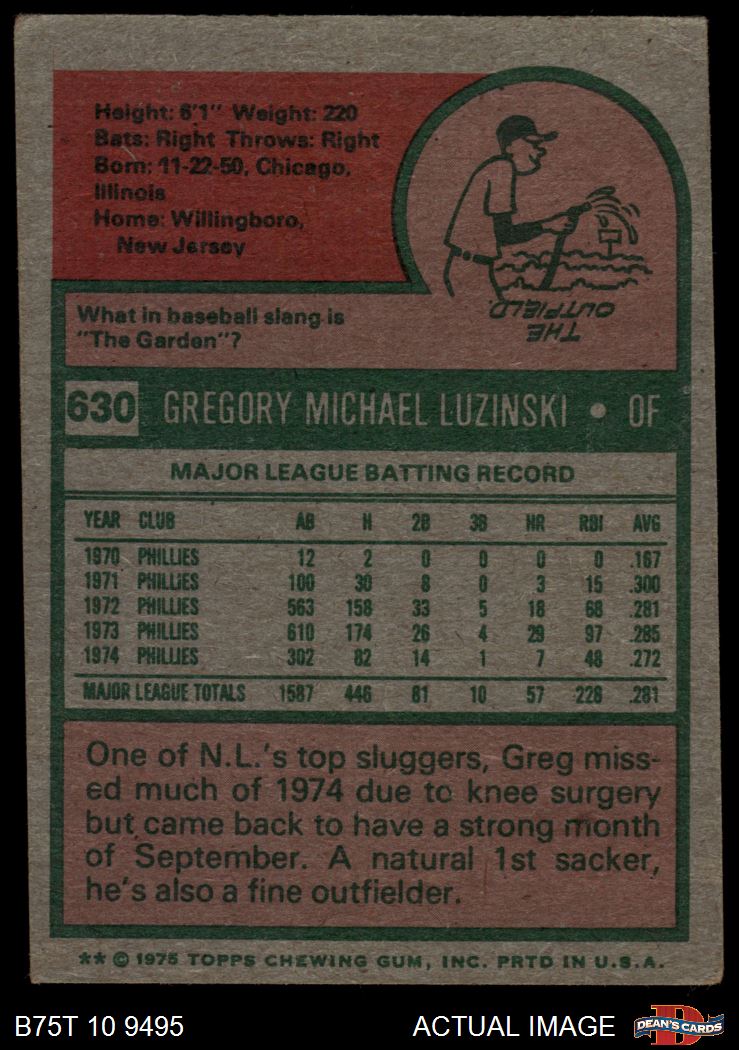 Height: 6'1" Weight: 220
Bats: Right Throws: Right
Born: 11-22-50, Chicago,
Illinois
Home: Willingboro,
New Jersey
THE
OUTFIELD.
What in baseball slang is
"The Garden"?
630 GREGORY MICHAEL LUZINSKI • OF
MAJOR LEAGUE BATTING RECORD
YEAR CLUB AB H 2B 3B HR RBI AVG
1970 PHILLIES 12 2 0 0 0 0 .167
1971 PHILLIES 100 30 8 0 3 15 .300
1972 PHILLIES 563 158 33 5 18 68 .281
1973 PHILLIES 610 174 26 4 29 97 .285
1974 PHILLIES 302 82 14 1 7 48 .272
MAJOR LEAGUE TOTALS 1587 446 81 10 57 228 .281
One of N.L.'s top sluggers, Greg miss-
ed much of 1974 due to knee surgery
but came back to have a strong month
of September. A natural 1st sacker,
he's also a fine outfielder.
** © 1975 TOPPS CHEWING GUM, INC. PRTD IN U.S.A.
B75T 10 9495 ACTUAL IMAGE
DEAN'S CARDS